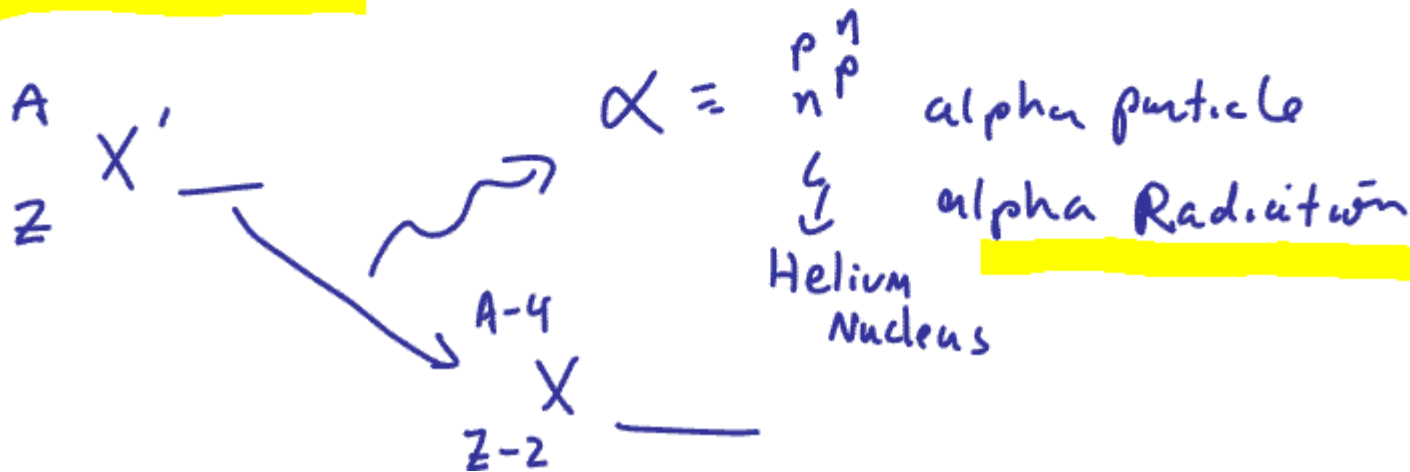 A
X'
Z
α = p n
n p
alpha particle
alpha Radiation
Helium
Nucleus
A-4
X
Z-2